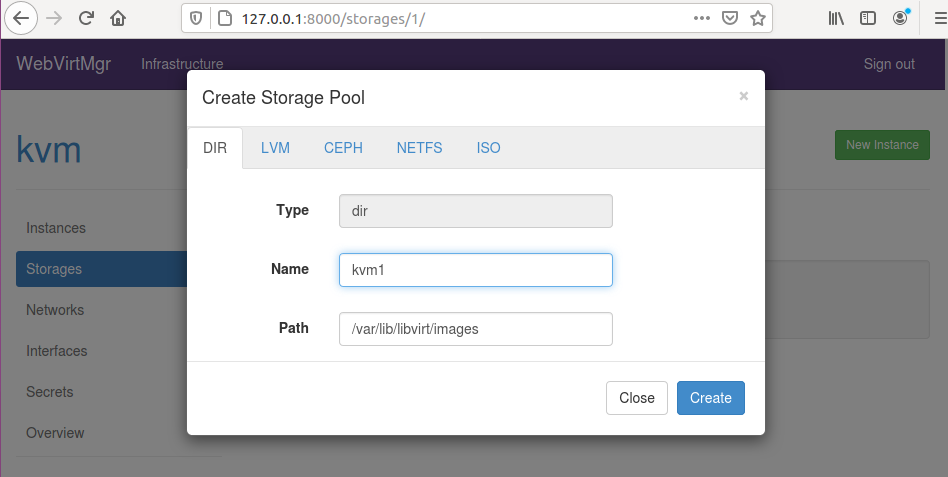 127.0.0.1:8000/storages/1/
WebVirtMgr Infrastructure Sign out
Create Storage Pool ×
DIR LVM CEPH NETFS ISO
kvm
New Instance
Type dir
Name kvm1
Path /var/lib/libvirt/images
Close Create
Instances
Storages
Networks
Interfaces
Secrets
Overview